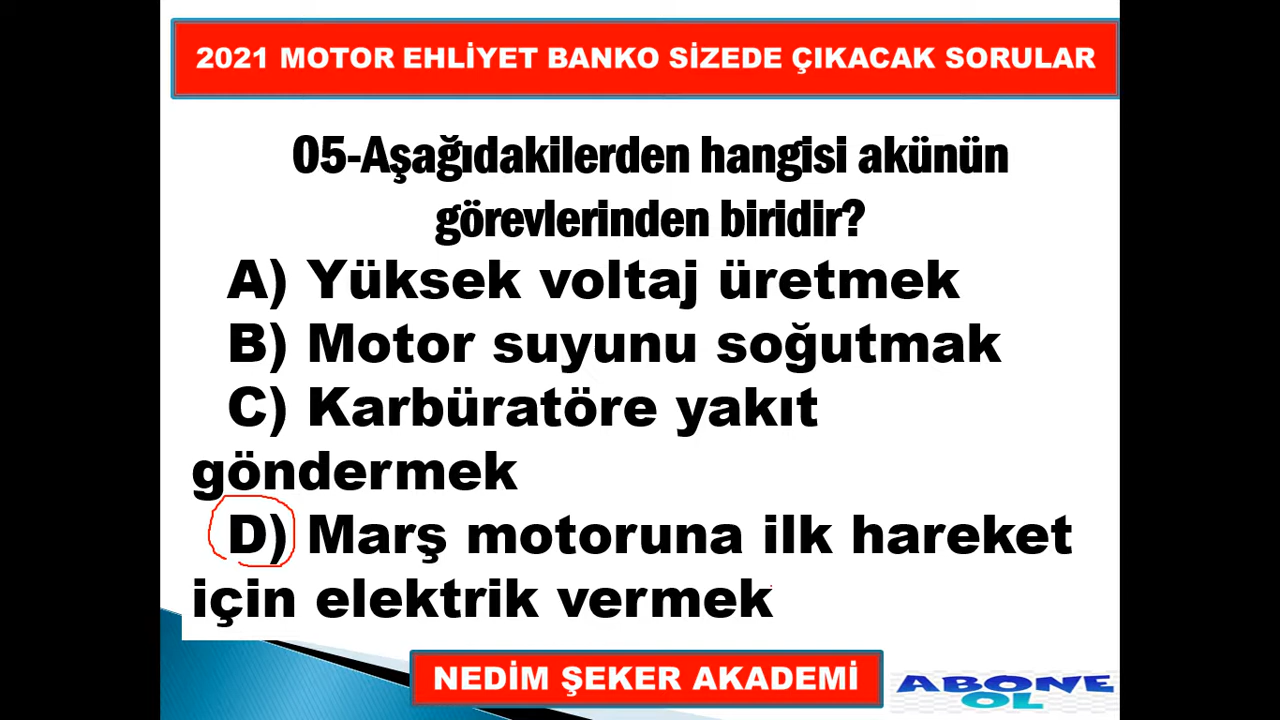 2021 MOTOR EHLİYET BANKO SİZEDE ÇIKACAK SORULAR
05-Aşağıdakilerden hangisi akünün
görevlerinden biridir?
A) Yüksek voltaj üretmek
B) Motor suyunu soğutmak
C) Karbüratöre yakıt
göndermek
D) Marş motoruna ilk hareket
için elektrik vermek
NEDİM ŞEKER AKADEMİ
ABONE
OL